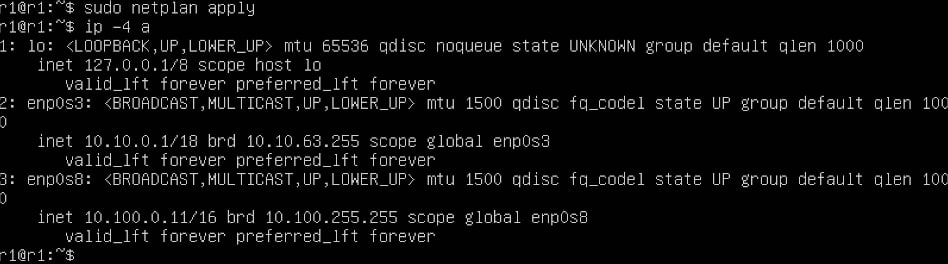 r1@r1:~$ sudo netplan apply
r1@r1:~$ ip -4 a
1: lo: <LOOPBACK,UP,LOWER_UP> mtu 65536 qdisc noqueue state UNKNOWN group default qlen 1000
    inet 127.0.0.1/8 scope host lo
       valid_lft forever preferred_lft forever
2: enp0s3: <BROADCAST,MULTICAST,UP,LOWER_UP> mtu 1500 qdisc fq_codel state UP group default qlen 100
0
    inet 10.10.0.1/18 brd 10.10.63.255 scope global enp0s3
       valid_lft forever preferred_lft forever
3: enp0s8: <BROADCAST,MULTICAST,UP,LOWER_UP> mtu 1500 qdisc fq_codel state UP group default qlen 100
0
    inet 10.100.0.11/16 brd 10.100.255.255 scope global enp0s8
       valid_lft forever preferred_lft forever
r1@r1:~$